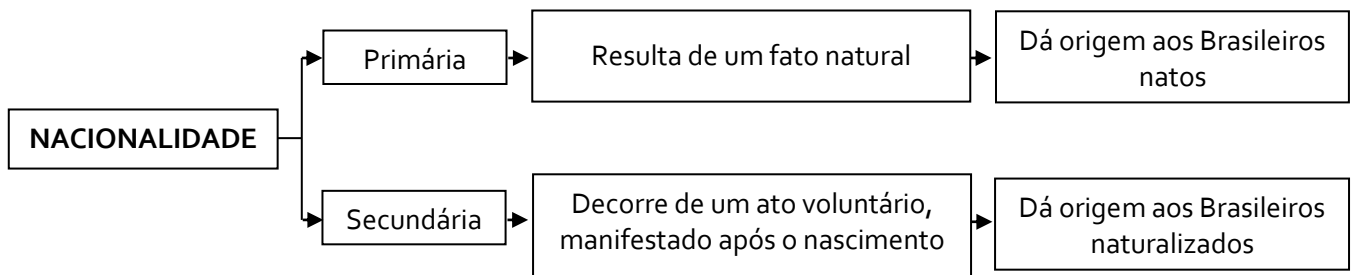 NACIONALIDADE
Primária
Resulta de um fato natural
Dá origem aos Brasileiros
natos
Secundária
Decorre de um ato voluntário,
manifestado após o nascimento
Dá origem aos Brasileiros
naturalizados